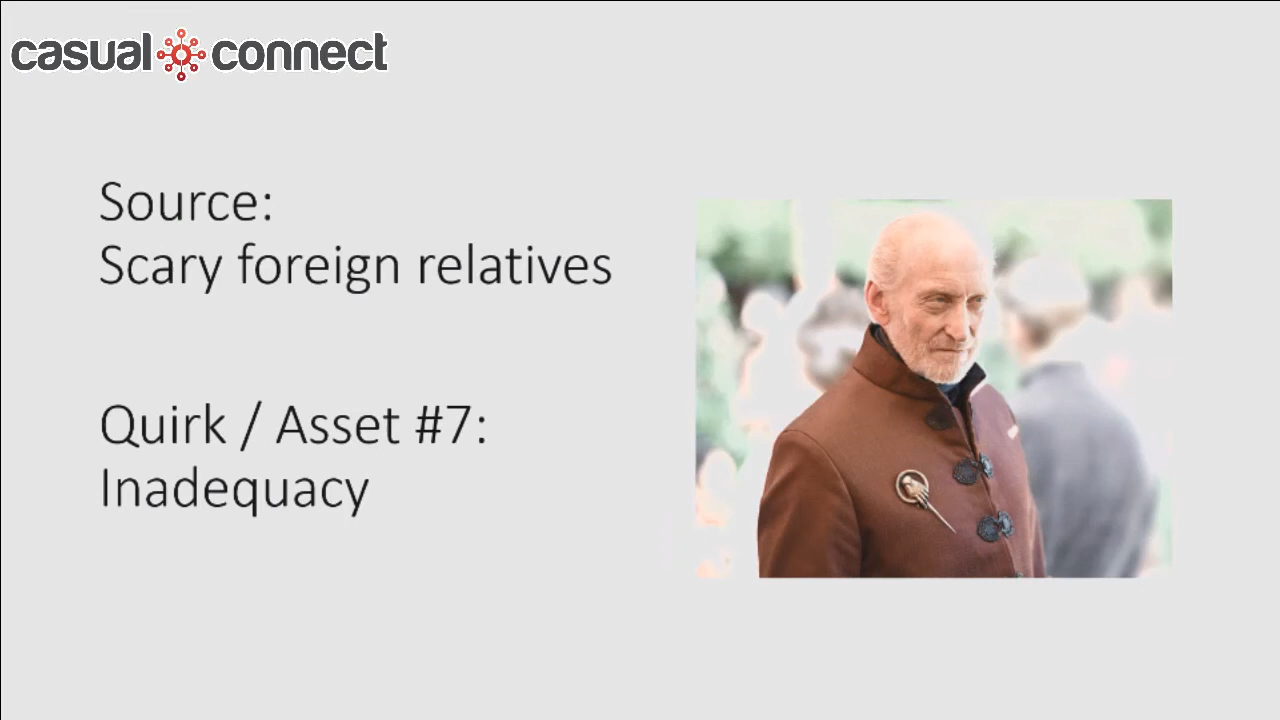 casual connect
Source:
Scary foreign relatives
Quirk / Asset #7:
Inadequacy